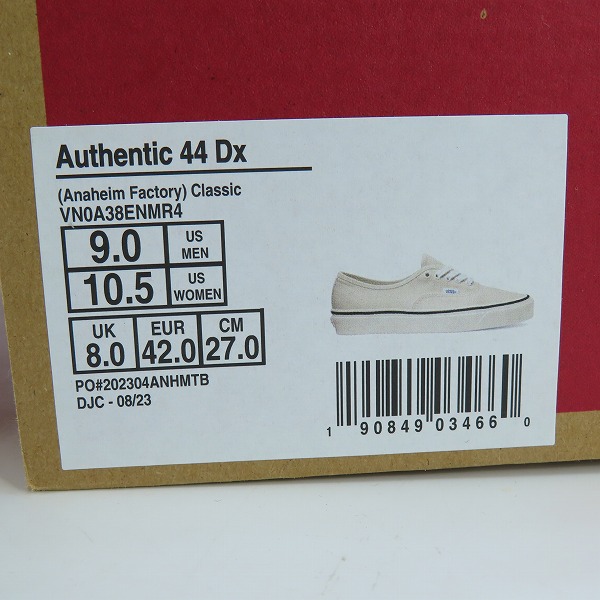 Authentic 44 Dx
(Anaheim Factory) Classic
VN0A38ENMR4
9.0 US MEN
10.5 US WOMEN
UK 8.0 EUR 42.0 CM 27.0
PO#202304ANHMTB
DJC - 08/23
1 90849 03466 0